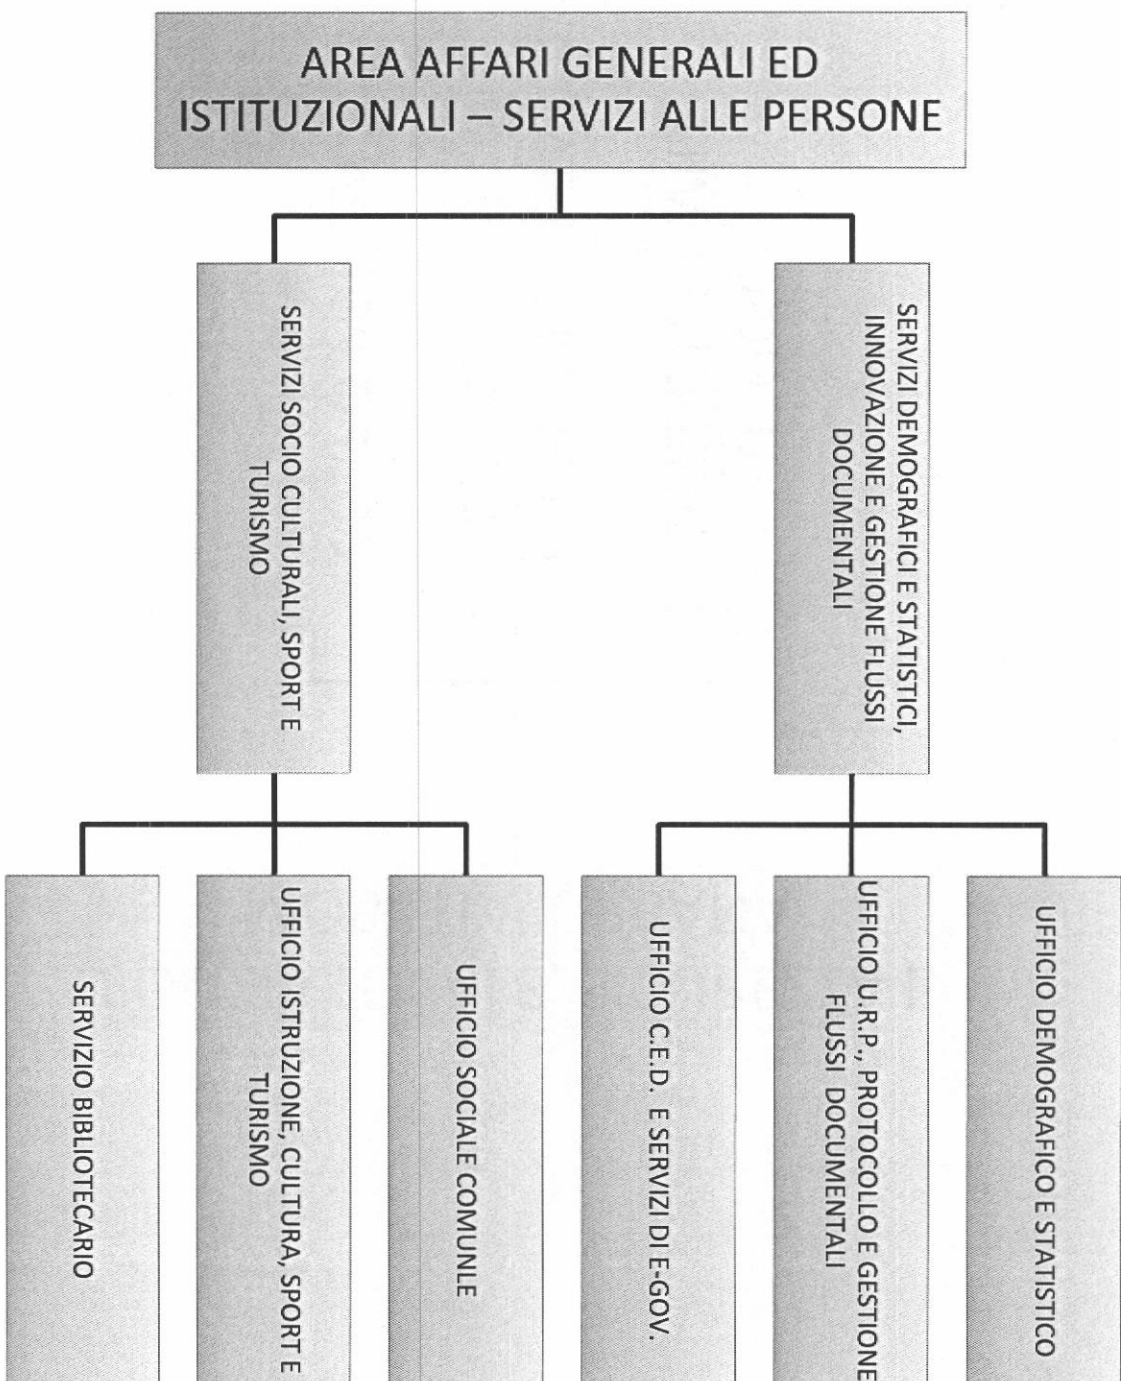 AREA AFFARI GENERALI ED
ISTITUZIONALI – SERVIZI ALLE PERSONE
SERVIZI SOCIO CULTURALI, SPORT E
TURISMO
SERVIZI DEMOGRAFICI E STATISTICI,
INNOVAZIONE E GESTIONE FLUSSI
DOCUMENTALI
SERVIZIO BIBLIOTECARIO
UFFICIO ISTRUZIONE, CULTURA, SPORT E
TURISMO
UFFICIO SOCIALE COMUNLE
UFFICIO C.E.D. E SERVIZI DI E-GOV.
UFFICIO U.R.P., PROTOCOLLO E GESTIONE
FLUSSI DOCUMENTALI
UFFICIO DEMOGRAFICO E STATISTICO